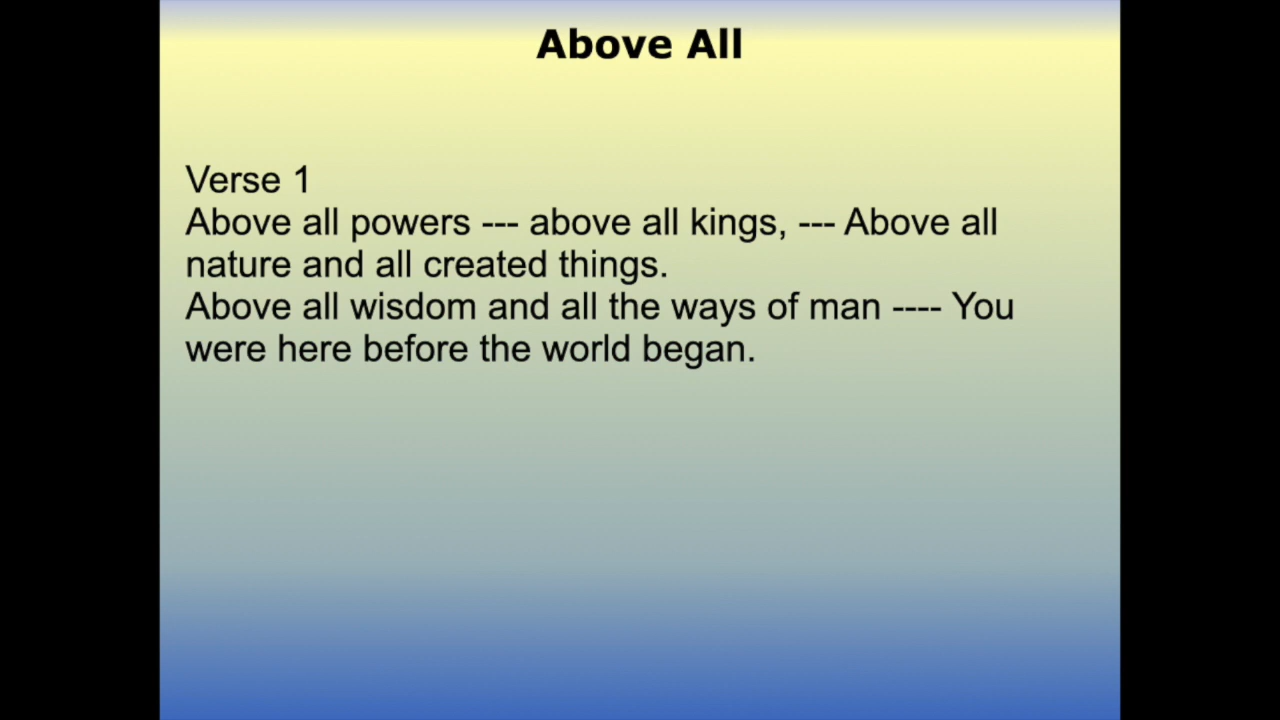 Above All
Verse 1
Above all powers --- above all kings, --- Above all
nature and all created things.
Above all wisdom and all the ways of man ---- You
were here before the world began.